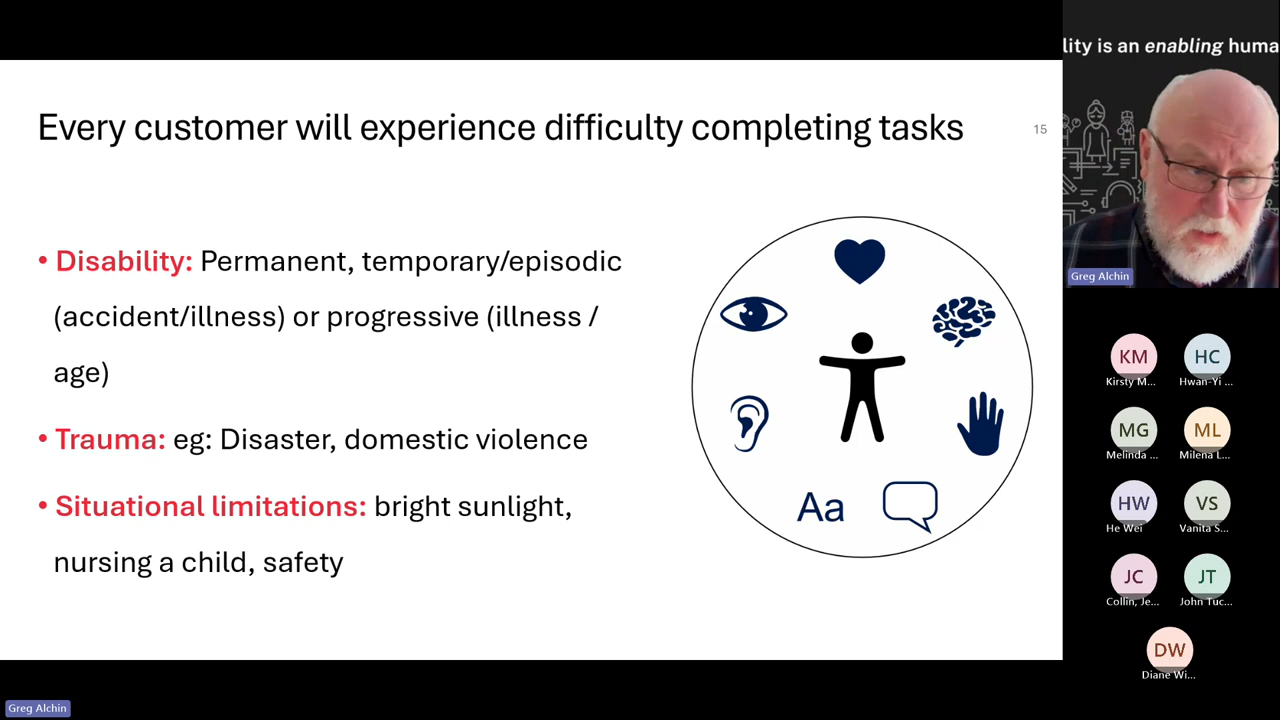 Every customer will experience difficulty completing tasks
15
• Disability: Permanent, temporary/episodic
(accident/illness) or progressive (illness /
age)
• Trauma: eg: Disaster, domestic violence
• Situational limitations: bright sunlight,
nursing a child, safety
Aa
lity is an enabling huma
Greg Alchin
KM
HC
Kirsty M...
Hwan-Yi ...
MG
ML
Melinda ...
Milena L...
HW
VS
He Wei
Vanita S...
JC
JT
Collin, Je...
John Tuc...
DW
Diane Wi...
Greg Alchin